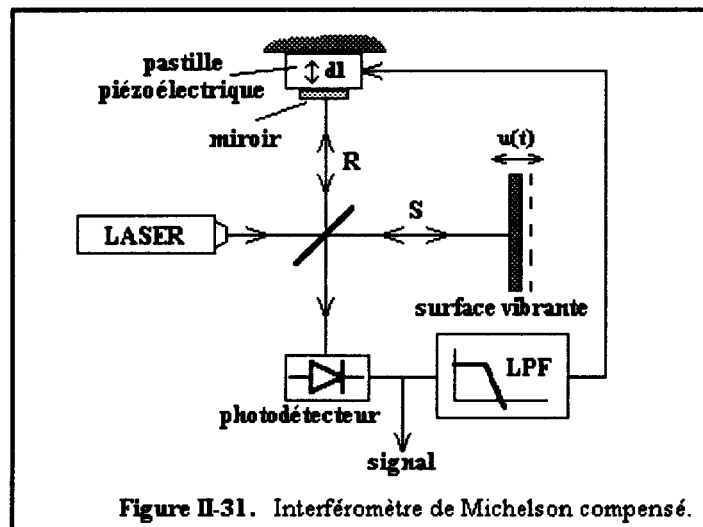 pastille
piézoélectrique
dl
miroir
u(t)
R
S
LASER
surface vibrante
LPF
photodétecteur
signal
Figure II-31. Interféromètre de Michelson compensé.